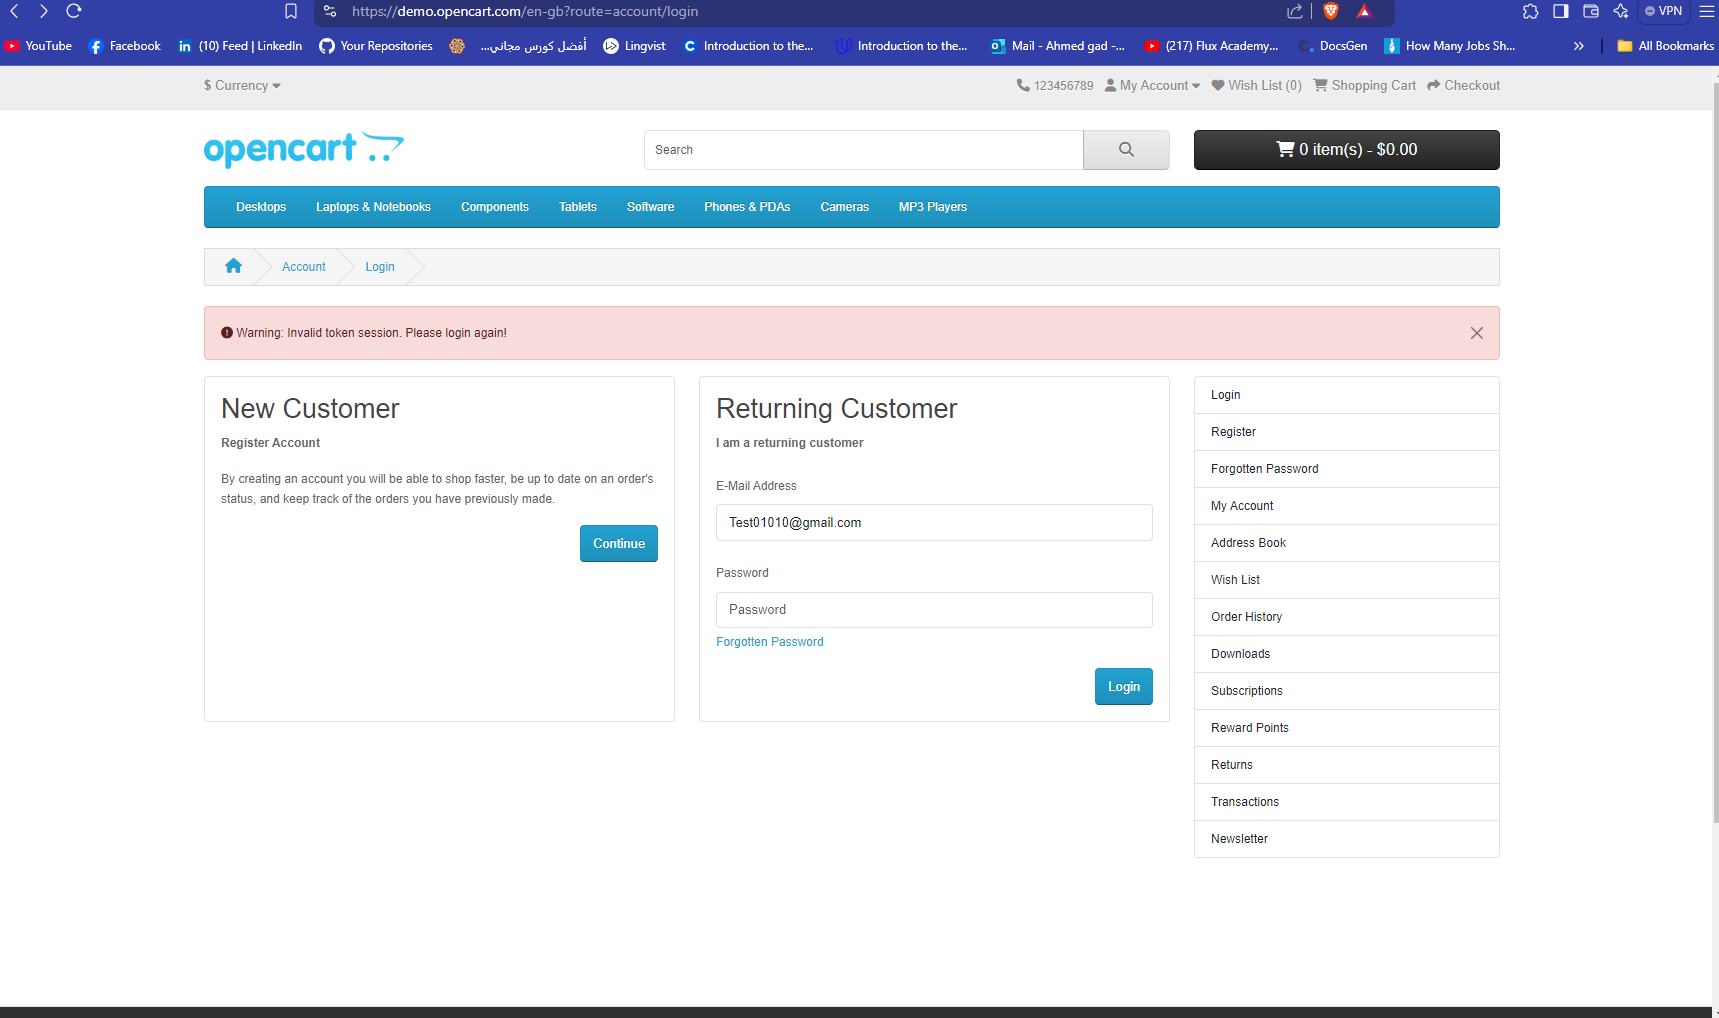 https://demo.opencart.com/en-gb?route=account/login
VPN
YouTube
Facebook
(10) Feed | LinkedIn
Your Repositories
أفضل كورس مجاني...
Lingvist
Introduction to the...
Introduction to the...
Mail - Ahmed gad -...
(217) Flux Academy...
DocsGen
How Many Jobs Sh...
»
All Bookmarks
$ Currency
123456789
My Account
Wish List (0)
Shopping Cart
Checkout
opencart
Search
0 item(s) - $0.00
Desktops
Laptops & Notebooks
Components
Tablets
Software
Phones & PDAs
Cameras
MP3 Players
Account
Login
Warning: Invalid token session. Please login again!
New Customer
Register Account
By creating an account you will be able to shop faster, be up to date on an order's
status, and keep track of the orders you have previously made.
Continue
Returning Customer
I am a returning customer
E-Mail Address
Test01010@gmail.com
Password
Password
Forgotten Password
Login
Login
Register
Forgotten Password
My Account
Address Book
Wish List
Order History
Downloads
Subscriptions
Reward Points
Returns
Transactions
Newsletter